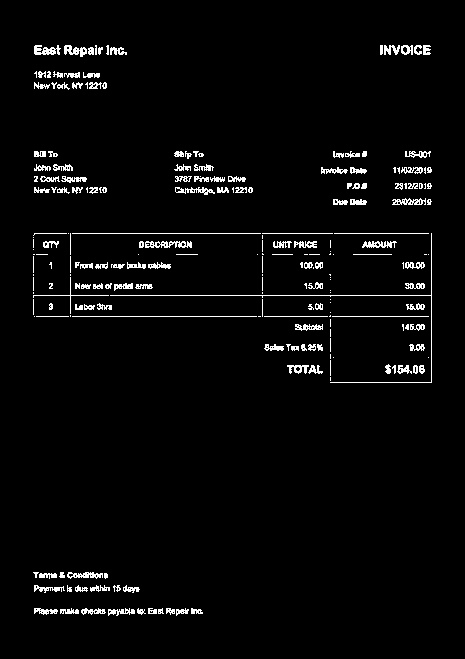 East Repair Inc.
INVOICE
1912 Harvest Lane
New York, NY 12210
Bill To
John Smith
2 Court Square
New York, NY 12210
Ship To
John Smith
3787 Pineview Drive
Cambridge, MA 12210
Invoice # US-001
Invoice Date 11/02/2019
P.O.# 2312/2019
Due Date 26/02/2019
QTY DESCRIPTION UNIT PRICE AMOUNT
1 Front and rear brake cables 100.00 100.00
2 New set of pedal arms 15.00 30.00
3 Labor 3hrs 5.00 15.00
Subtotal 145.00
Sales Tax 6.25% 9.06
TOTAL $154.06
Terms & Conditions
Payment is due within 15 days
Please make checks payable to: East Repair Inc.